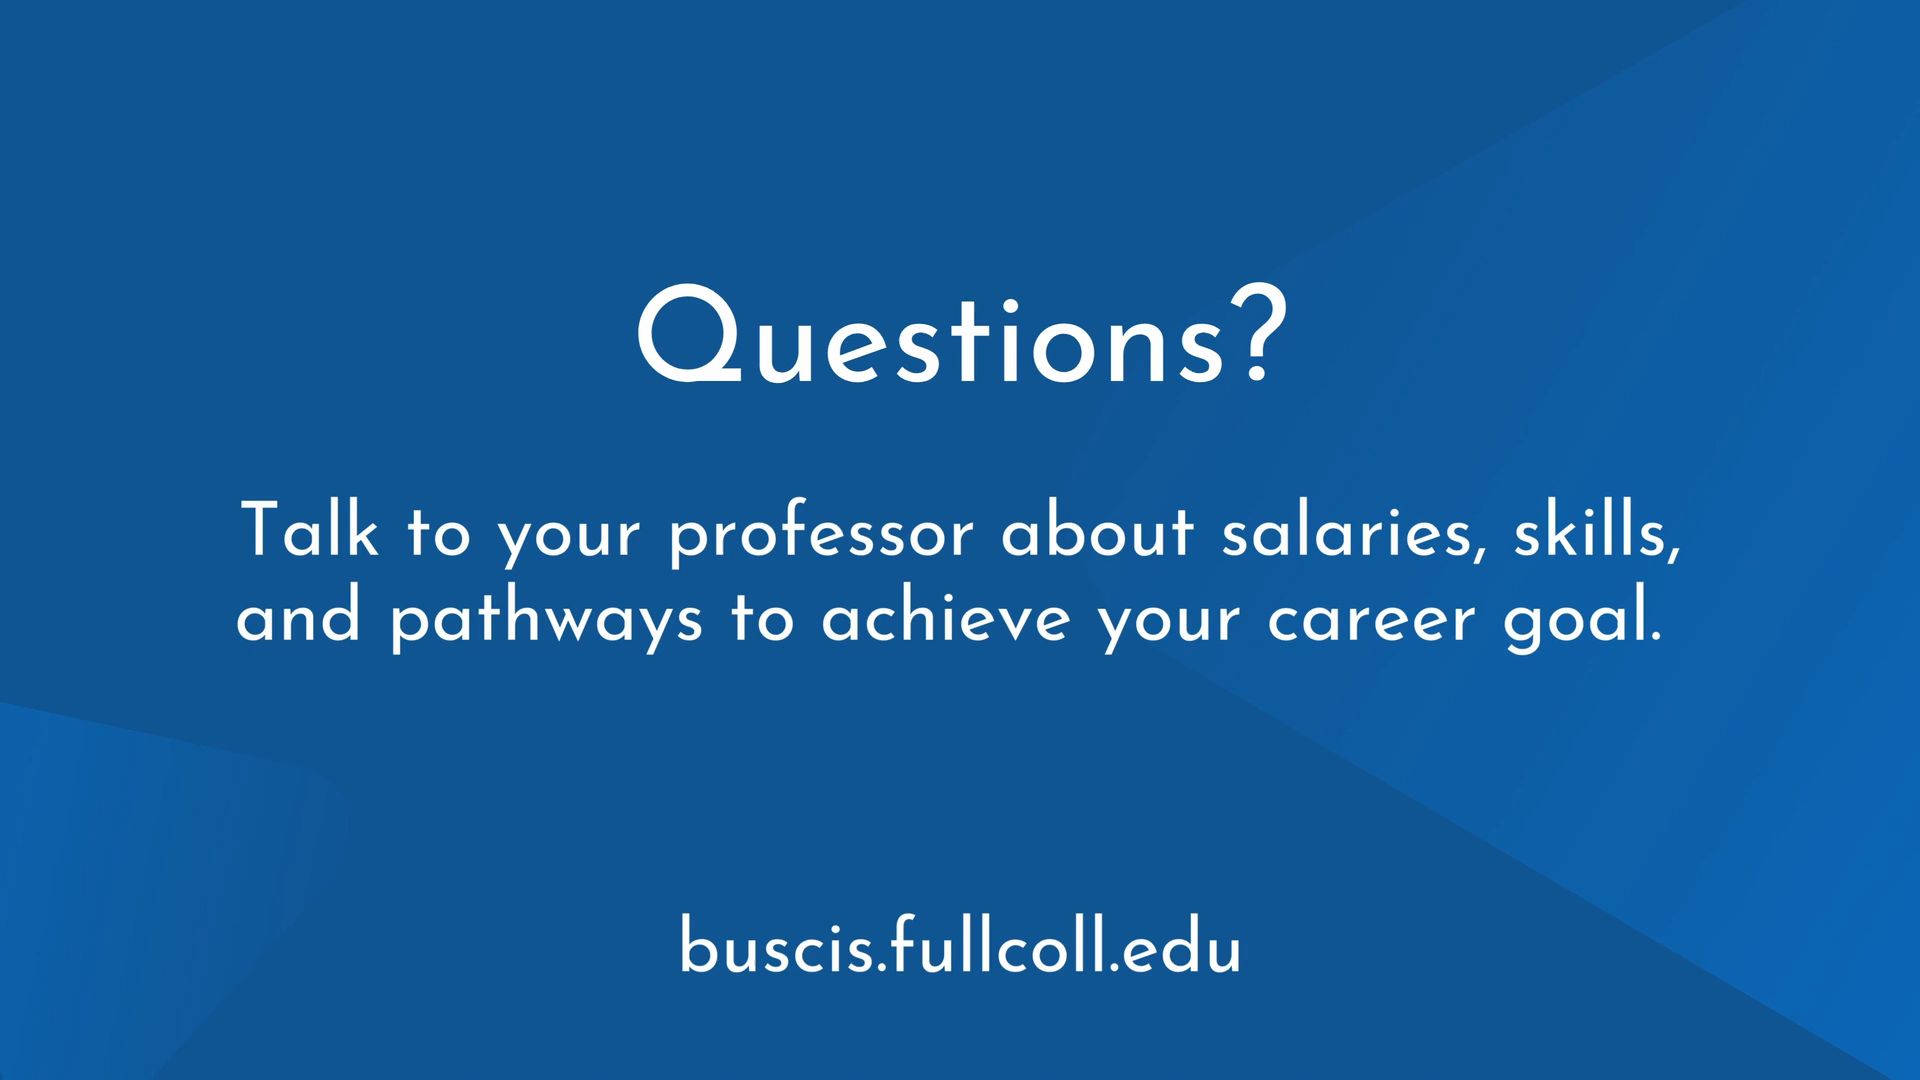 Questions?
Talk to your professor about salaries, skills,
and pathways to achieve your career goal.
buscis.fullcoll.edu